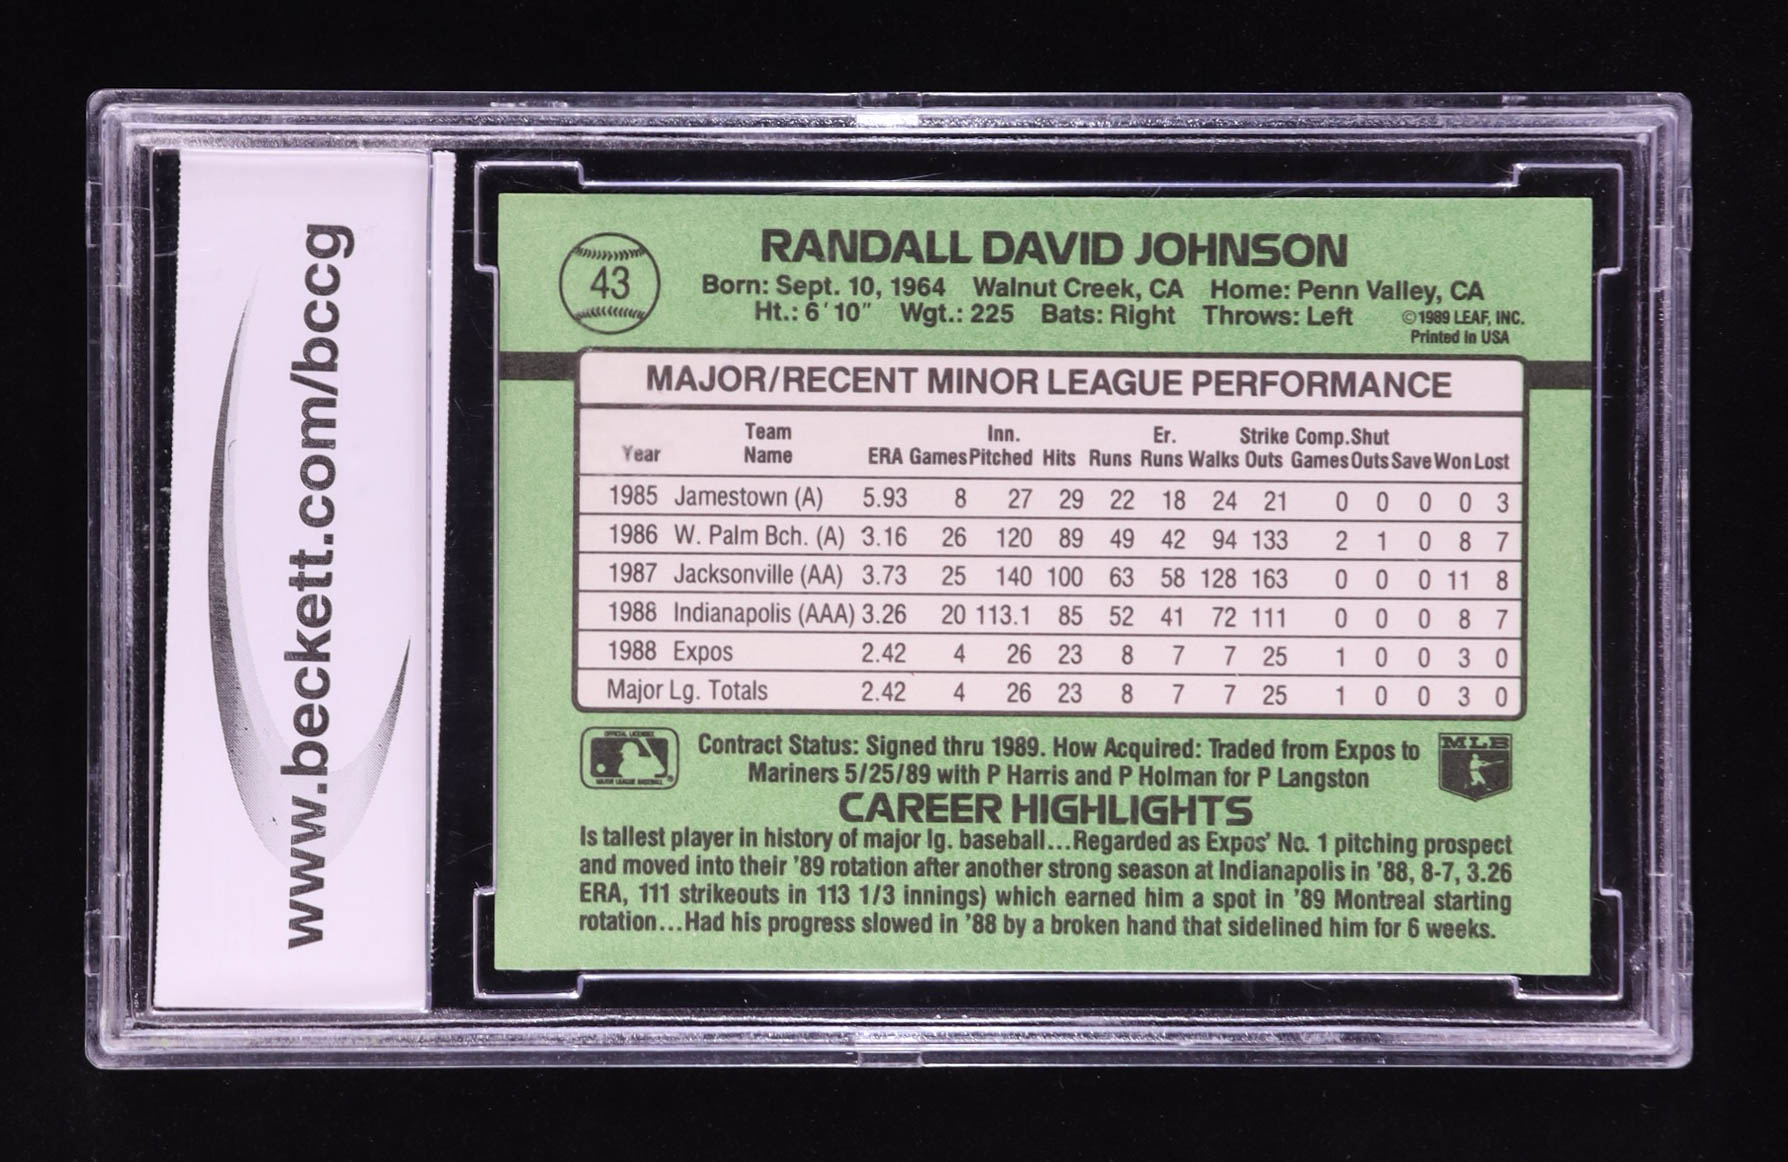 www.beckett.com/bccg
43
RANDALL DAVID JOHNSON
Born: Sept. 10, 1964 Walnut Creek, CA Home: Penn Valley, CA
Ht.: 6' 10" Wgt.: 225 Bats: Right Throws: Left
©1989 LEAF, INC.
Printed In USA
MAJOR/RECENT MINOR LEAGUE PERFORMANCE
Year Team Name ERA Games Inn. Pitched Hits Runs Er. Runs Walks Strike Outs Comp. Games Shut Outs Save Won Lost
1985 Jamestown (A) 5.93 8 27 29 22 18 24 21 0 0 0 0 3
1986 W. Palm Bch. (A) 3.16 26 120 89 49 42 94 133 2 1 0 8 7
1987 Jacksonville (AA) 3.73 25 140 100 63 58 128 163 0 0 0 11 8
1988 Indianapolis (AAA) 3.26 20 113.1 85 52 41 72 111 0 0 0 8 7
1988 Expos 2.42 4 26 23 8 7 7 25 1 0 0 3 0
Major Lg. Totals 2.42 4 26 23 8 7 7 25 1 0 0 3 0
OFFICIAL LICENSEE
MAJOR LEAGUE BASEBALL
Contract Status: Signed thru 1989. How Acquired: Traded from Expos to
Mariners 5/25/89 with P Harris and P Holman for P Langston
MLB
CAREER HIGHLIGHTS
Is tallest player in history of major lg. baseball...Regarded as Expos' No. 1 pitching prospect
and moved into their '89 rotation after another strong season at Indianapolis in '88, 8-7, 3.26
ERA, 111 strikeouts in 113 1/3 innings) which earned him a spot in '89 Montreal starting
rotation...Had his progress slowed in '88 by a broken hand that sidelined him for 6 weeks.